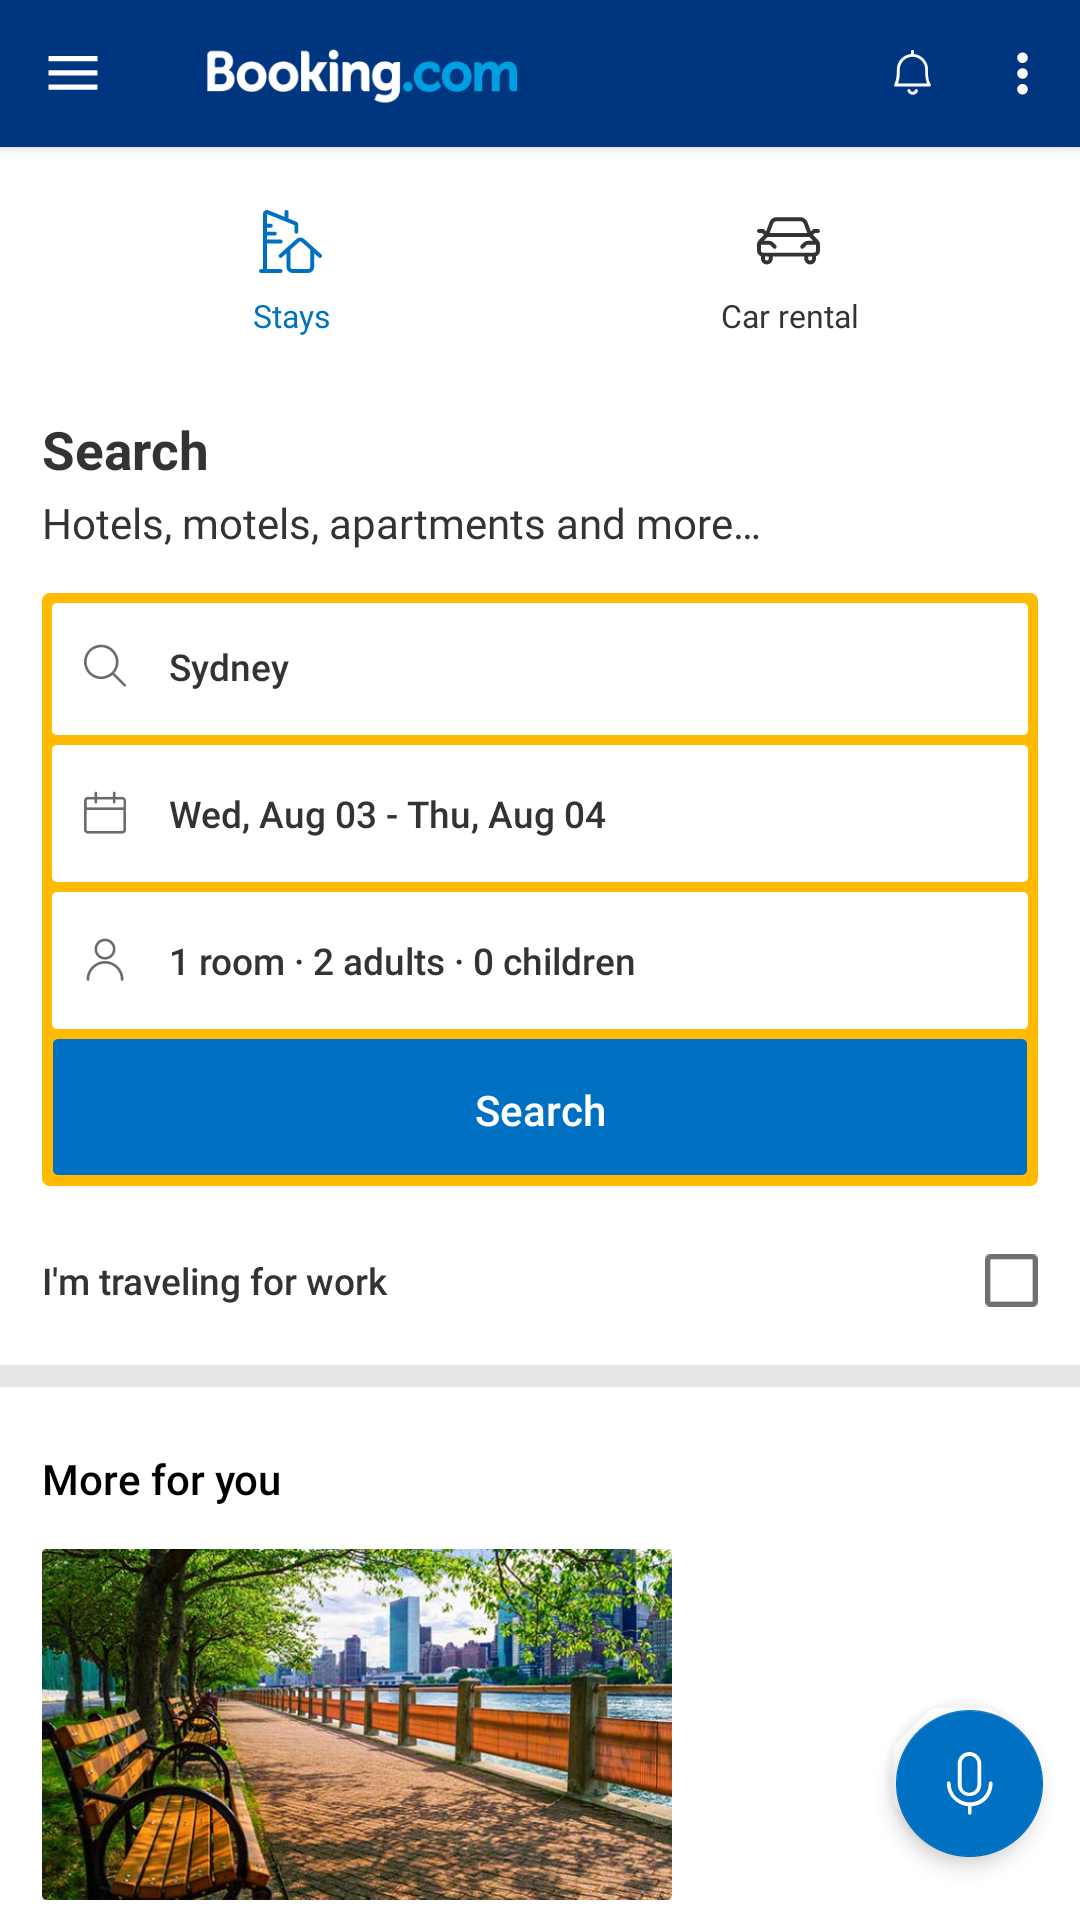 Booking.com
Stays
Car rental
Search
Hotels, motels, apartments and more...
Sydney
Wed, Aug 03 - Thu, Aug 04
1 room · 2 adults · 0 children
Search
I'm traveling for work
More for you